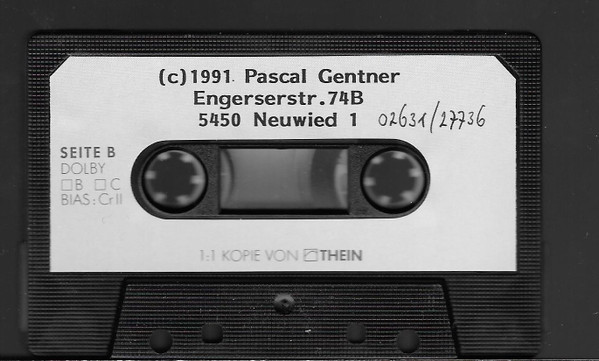 (c)1991 Pascal Gentner
Engerserstr.74B
5450 Neuwied 1 02631/27736
SEITE B
DOLBY
□B □C
BIAS: Cr II
1:1 KOPIE VON THEIN